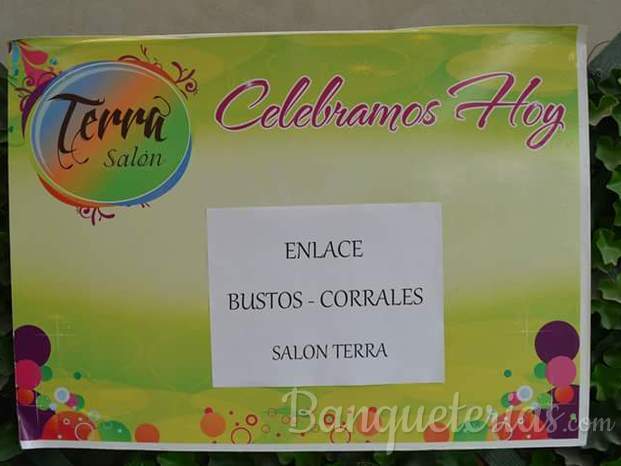 Terra
Salón
Celebramos Hoy
ENLACE
BUSTOS - CORRALES
SALON TERRA
Banqueterias.com